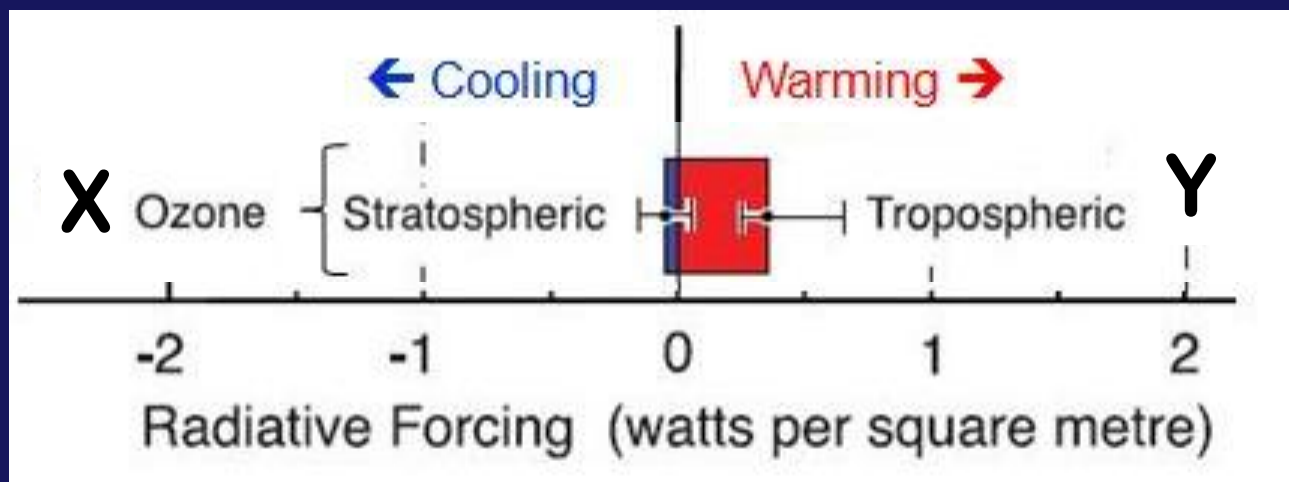 ← Cooling Warming →
X Ozone Stratospheric Tropospheric Y
-2 -1 0 1 2
Radiative Forcing (watts per square metre)